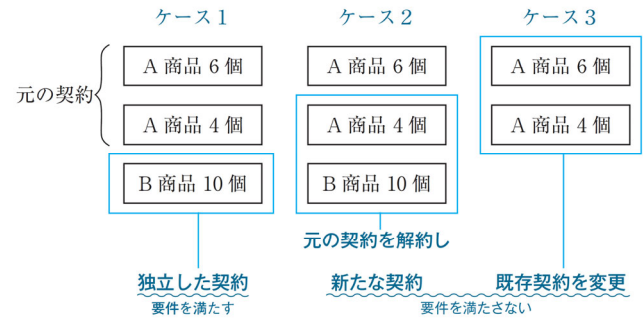 ケース1
ケース2
ケース3
元の契約
A 商品 6 個
A 商品 4 個
B 商品 10 個
A 商品 6 個
A 商品 4 個
B 商品 10 個
A 商品 6 個
A 商品 4 個
元の契約を解約し
独立した契約
新たな契約
既存契約を変更
要件を満たす
要件を満たさない